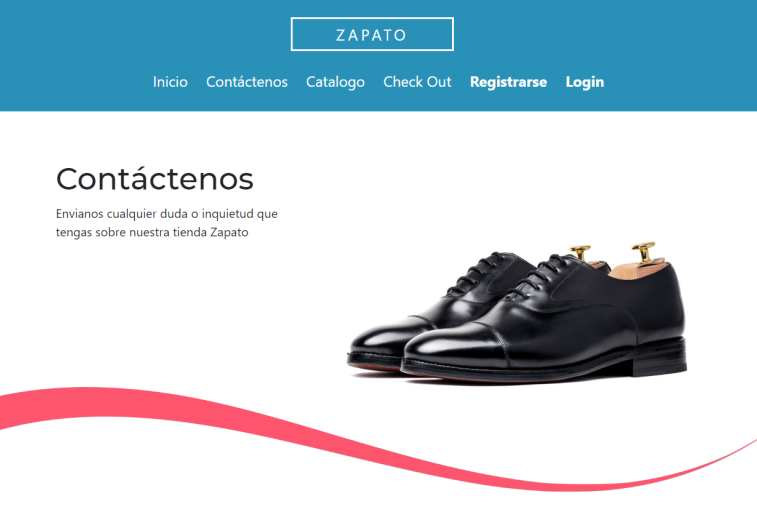 ZAPATO
Inicio Contáctenos Catalogo Check Out Registrarse Login
Contáctenos
Envianos cualquier duda o inquietud que
tengas sobre nuestra tienda Zapato